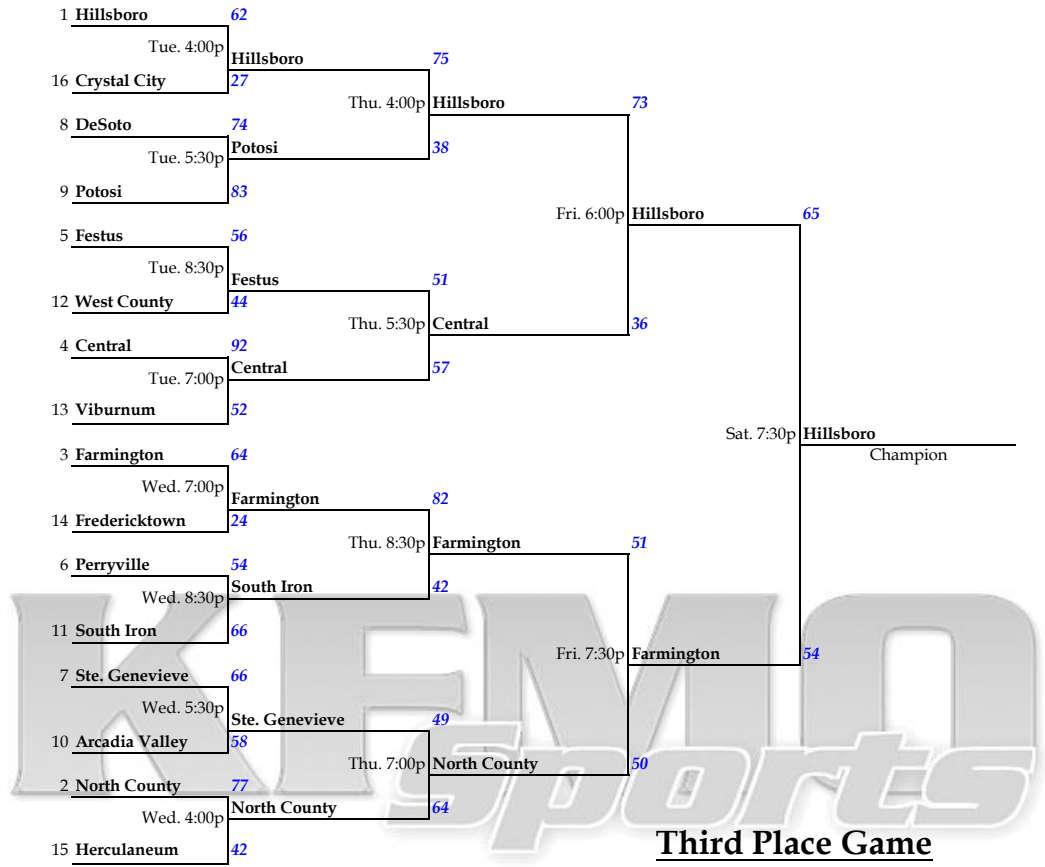 1 Hillsboro 62
Tue. 4:00p
Hillsboro 75
16 Crystal City 27
Thu. 4:00p Hillsboro 73
8 DeSoto 74
Tue. 5:30p Potosi 38
9 Potosi 83
Fri. 6:00p Hillsboro 65
5 Festus 56
Tue. 8:30p
Festus 51
12 West County 44
Thu. 5:30p Central 36
4 Central 92
Tue. 7:00p Central 57
13 Viburnum 52
Sat. 7:30p Hillsboro
Champion
3 Farmington 64
Wed. 7:00p
Farmington 82
14 Fredericktown 24
Thu. 8:30p Farmington 51
6 Perryville 54
Wed. 8:30p South Iron 42
11 South Iron 66
Fri. 7:30p Farmington 54
7 Ste. Genevieve 66
Wed. 5:30p
Ste. Genevieve 49
10 Arcadia Valley 58
Thu. 7:00p North County 50
2 North County 77
Wed. 4:00p North County 64
15 Herculaneum 42
KFMO
Sports
Third Place Game